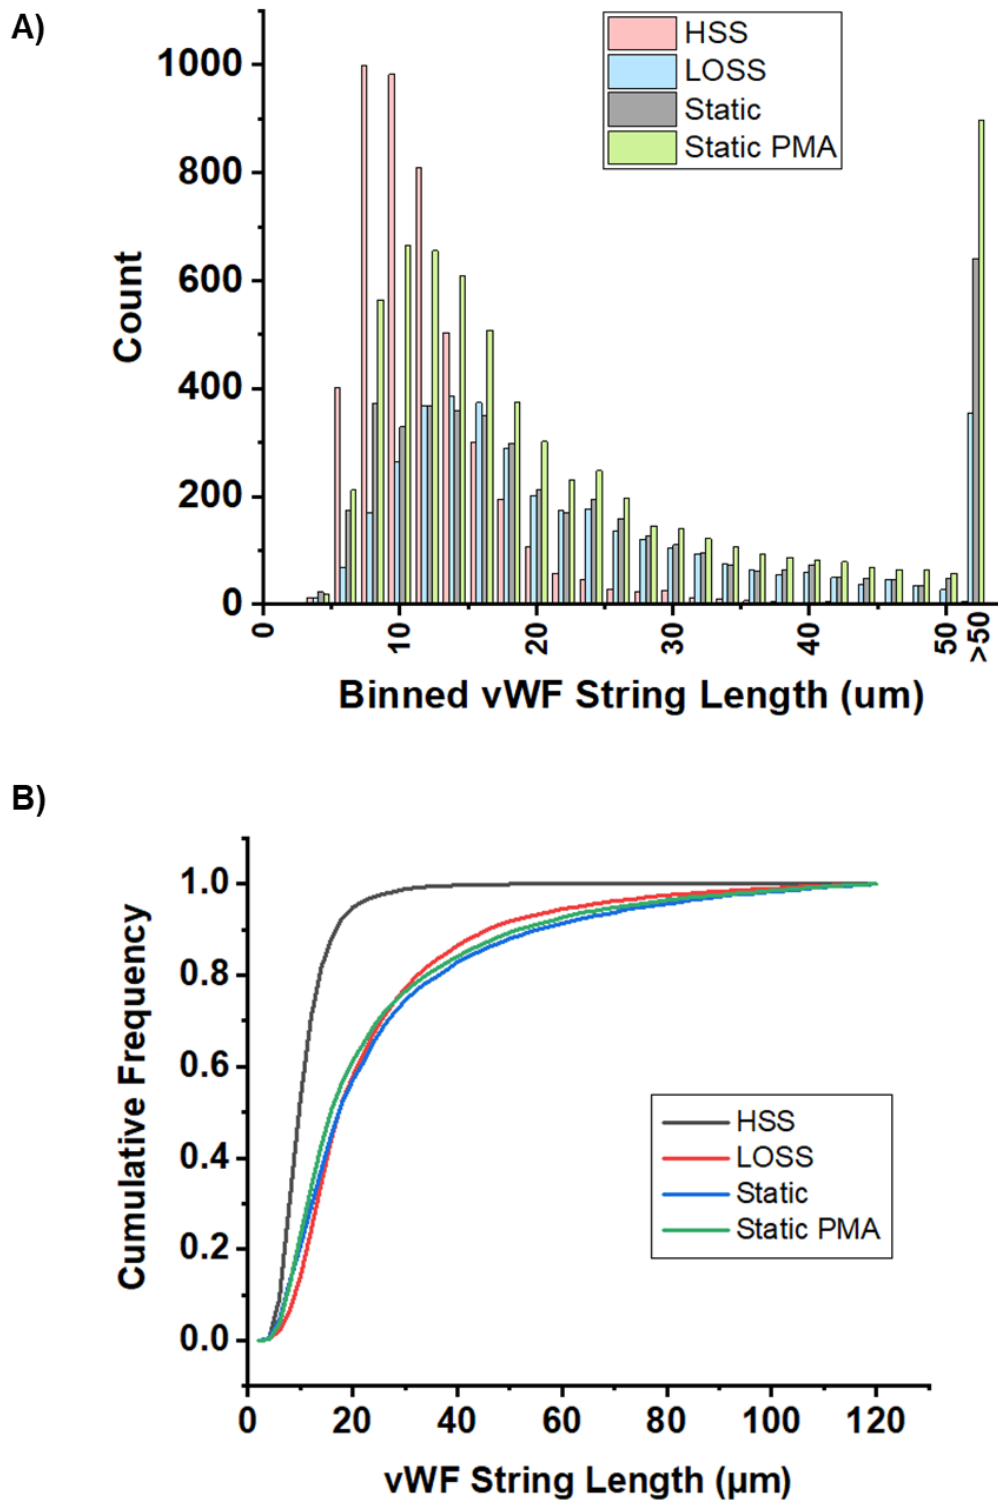 A)
HSS
LOSS
Static
Static PMA
1000
800
600
400
200
0
Count
0
10
20
30
40
50
>50
Binned vWF String Length (um)
B)
1.0
0.8
0.6
0.4
0.2
0.0
Cumulative Frequency
HSS
LOSS
Static
Static PMA
0 20 40 60 80 100 120
vWF String Length (μm)